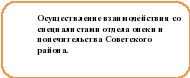 Осуществление взаимодействия со
специалистами отдела опеки и
попечительства Советского
района.